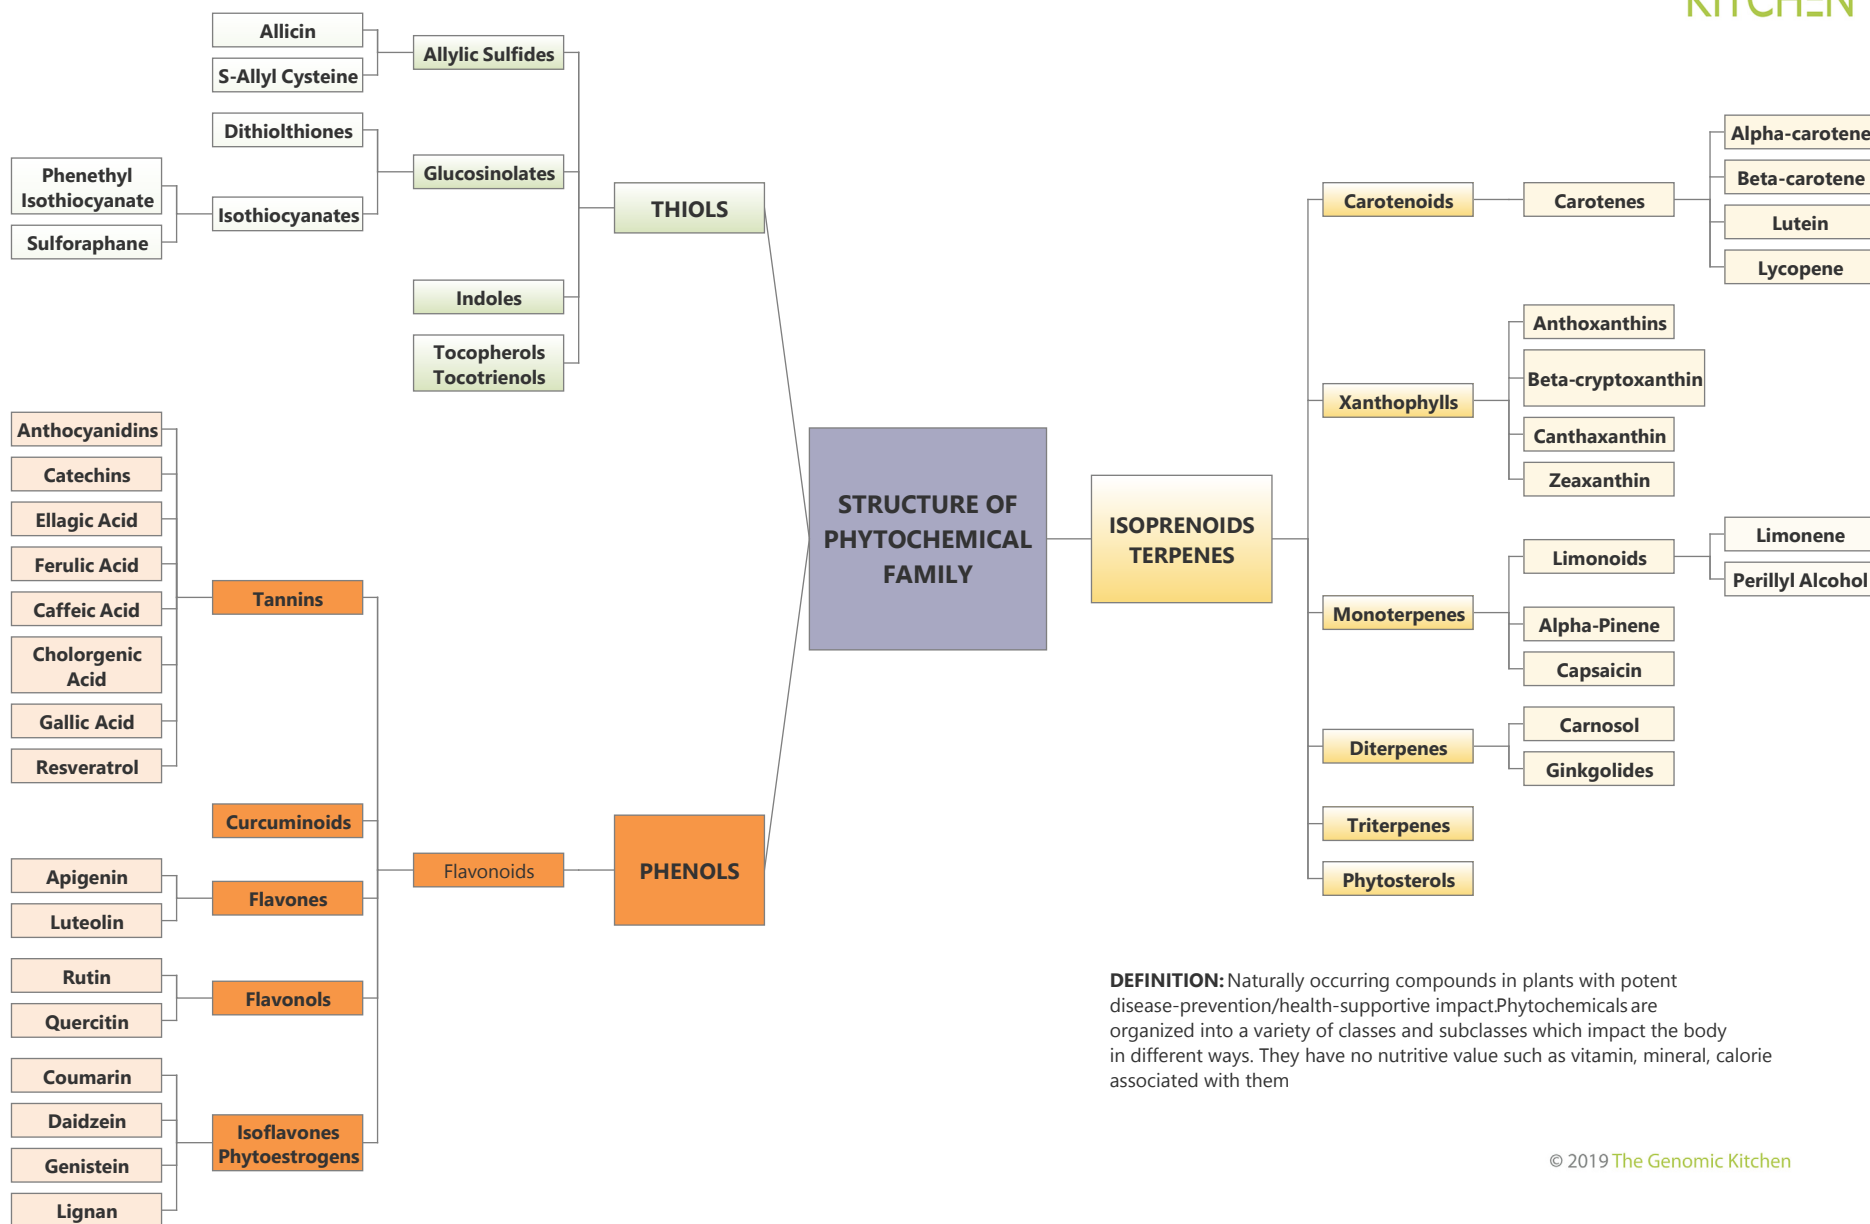 KITCHEN
Allicin
S-Allyl Cysteine
Allylic Sulfides
Dithiolthiones
Glucosinolates
Phenethyl
Isothiocyanate
Sulforaphane
Isothiocyanates
THIOLS
Indoles
Tocopherols
Tocotrienols
Anthocyanidins
Catechins
Ellagic Acid
Ferulic Acid
Caffeic Acid
Cholorgenic
Acid
Gallic Acid
Resveratrol
Tannins
Curcuminoids
Apigenin
Luteolin
Flavones
Rutin
Quercitin
Flavonols
Coumarin
Daidzein
Genistein
Lignan
Isoflavones
Phytoestrogens
Flavonoids
PHENOLS
STRUCTURE OF
PHYTOCHEMICAL
FAMILY
ISOPRENOIDS
TERPENES
Carotenoids
Carotenes
Alpha-carotene
Beta-carotene
Lutein
Lycopene
Xanthophylls
Anthoxanthins
Beta-cryptoxanthin
Canthaxanthin
Zeaxanthin
Monoterpenes
Limonoids
Limonene
Perillyl Alcohol
Alpha-Pinene
Capsaicin
Diterpenes
Carnosol
Ginkgolides
Triterpenes
Phytosterols
DEFINITION: Naturally occurring compounds in plants with potent
disease-prevention/health-supportive impact.Phytochemicals are
organized into a variety of classes and subclasses which impact the body
in different ways. They have no nutritive value such as vitamin, mineral, calorie
associated with them
© 2019 The Genomic Kitchen